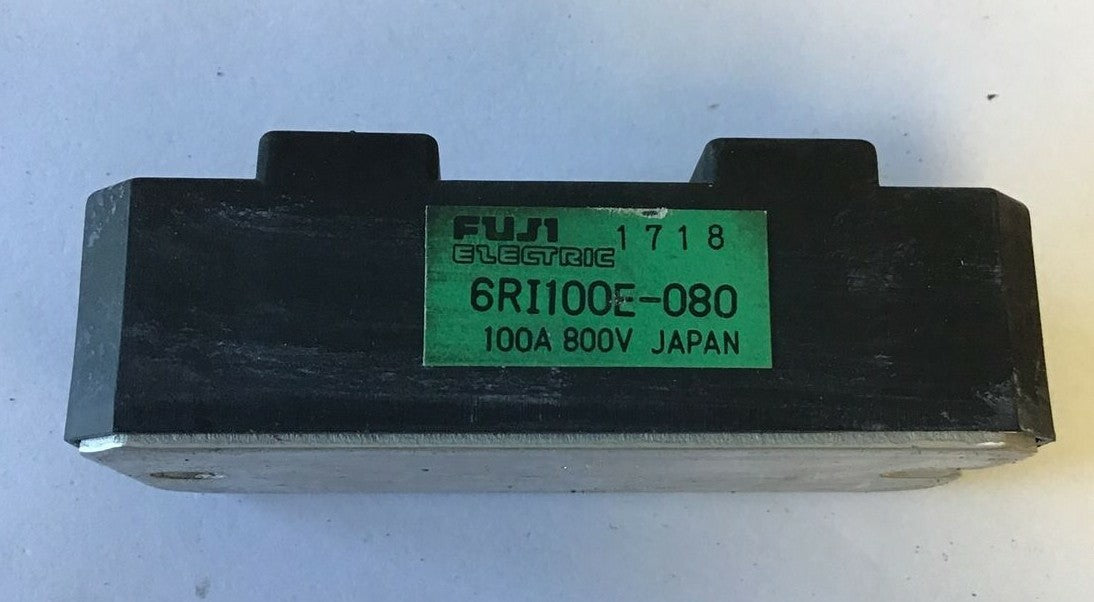 FUJI
ELECTRIC 1718
6RI100E-080
100A 800V JAPAN